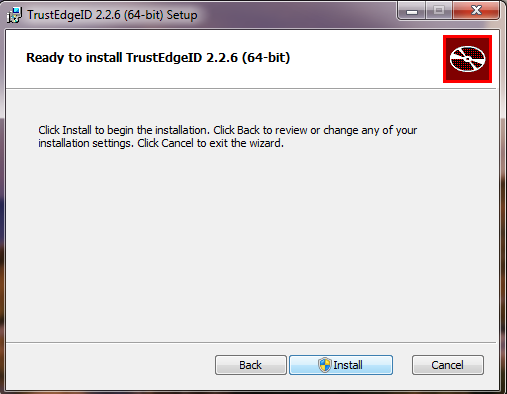 TrustEdgeID 2.2.6 (64-bit) Setup
Ready to install TrustEdgeID 2.2.6 (64-bit)
Click Install to begin the installation. Click Back to review or change any of your
installation settings. Click Cancel to exit the wizard.
Back Install Cancel